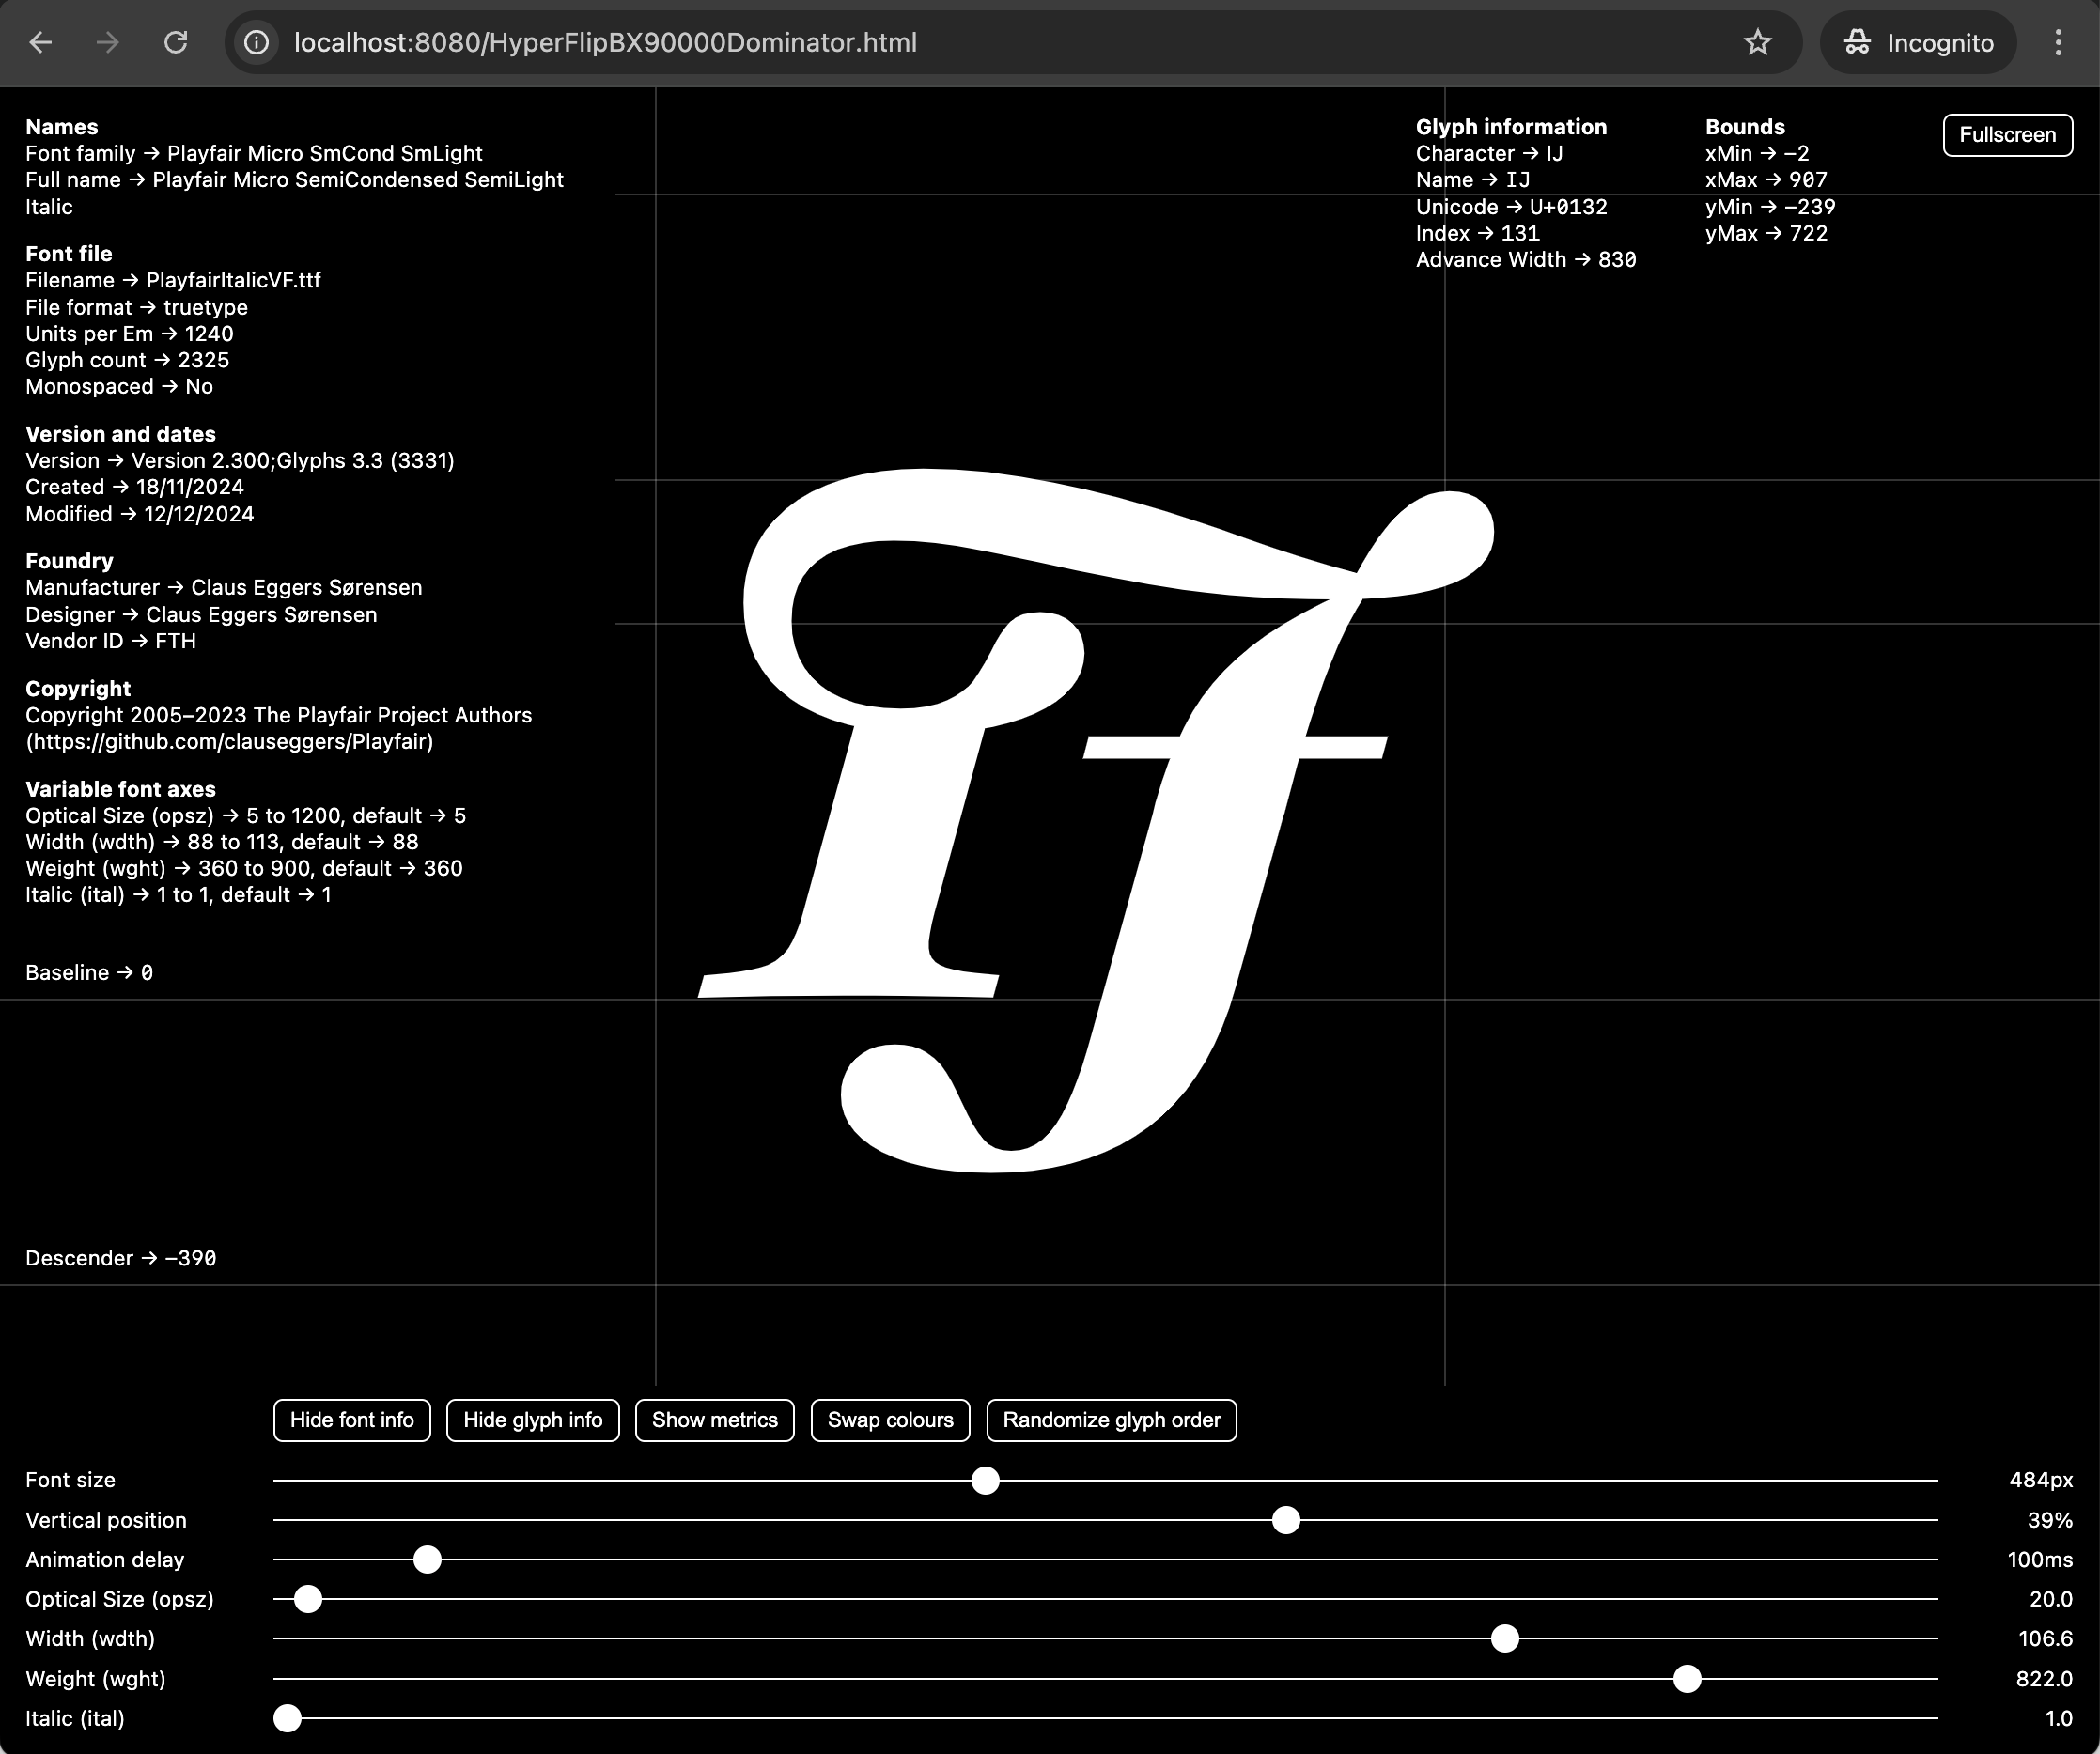 localhost:8080/HyperFlipBX90000Dominator.html
Incognito
Names
Font family → Playfair Micro SmCond SmLight
Full name → Playfair Micro SemiCondensed SemiLight
Italic
Font file
Filename → PlayfairItalicVF.ttf
File format → truetype
Units per Em → 1240
Glyph count → 2325
Monospaced → No
Version and dates
Version → Version 2.300;Glyphs 3.3 (3331)
Created → 18/11/2024
Modified → 12/12/2024
Foundry
Manufacturer → Claus Eggers Sørensen
Designer → Claus Eggers Sørensen
Vendor ID → FTH
Copyright
Copyright 2005–2023 The Playfair Project Authors
(https://github.com/clauseggers/Playfair)
Variable font axes
Optical Size (opsz) → 5 to 1200, default → 5
Width (wdth) → 88 to 113, default → 88
Weight (wght) → 360 to 900, default → 360
Italic (ital) → 1 to 1, default → 1
Baseline → 0
Descender → −390
Glyph information
Character → IJ
Name → IJ
Unicode → U+0132
Index → 131
Advance Width → 830
Bounds
xMin → −2
xMax → 907
yMin → −239
yMax → 722
Fullscreen
IJ
Hide font info
Hide glyph info
Show metrics
Swap colours
Randomize glyph order
Font size 484px
Vertical position 39%
Animation delay 100ms
Optical Size (opsz) 20.0
Width (wdth) 106.6
Weight (wght) 822.0
Italic (ital) 1.0